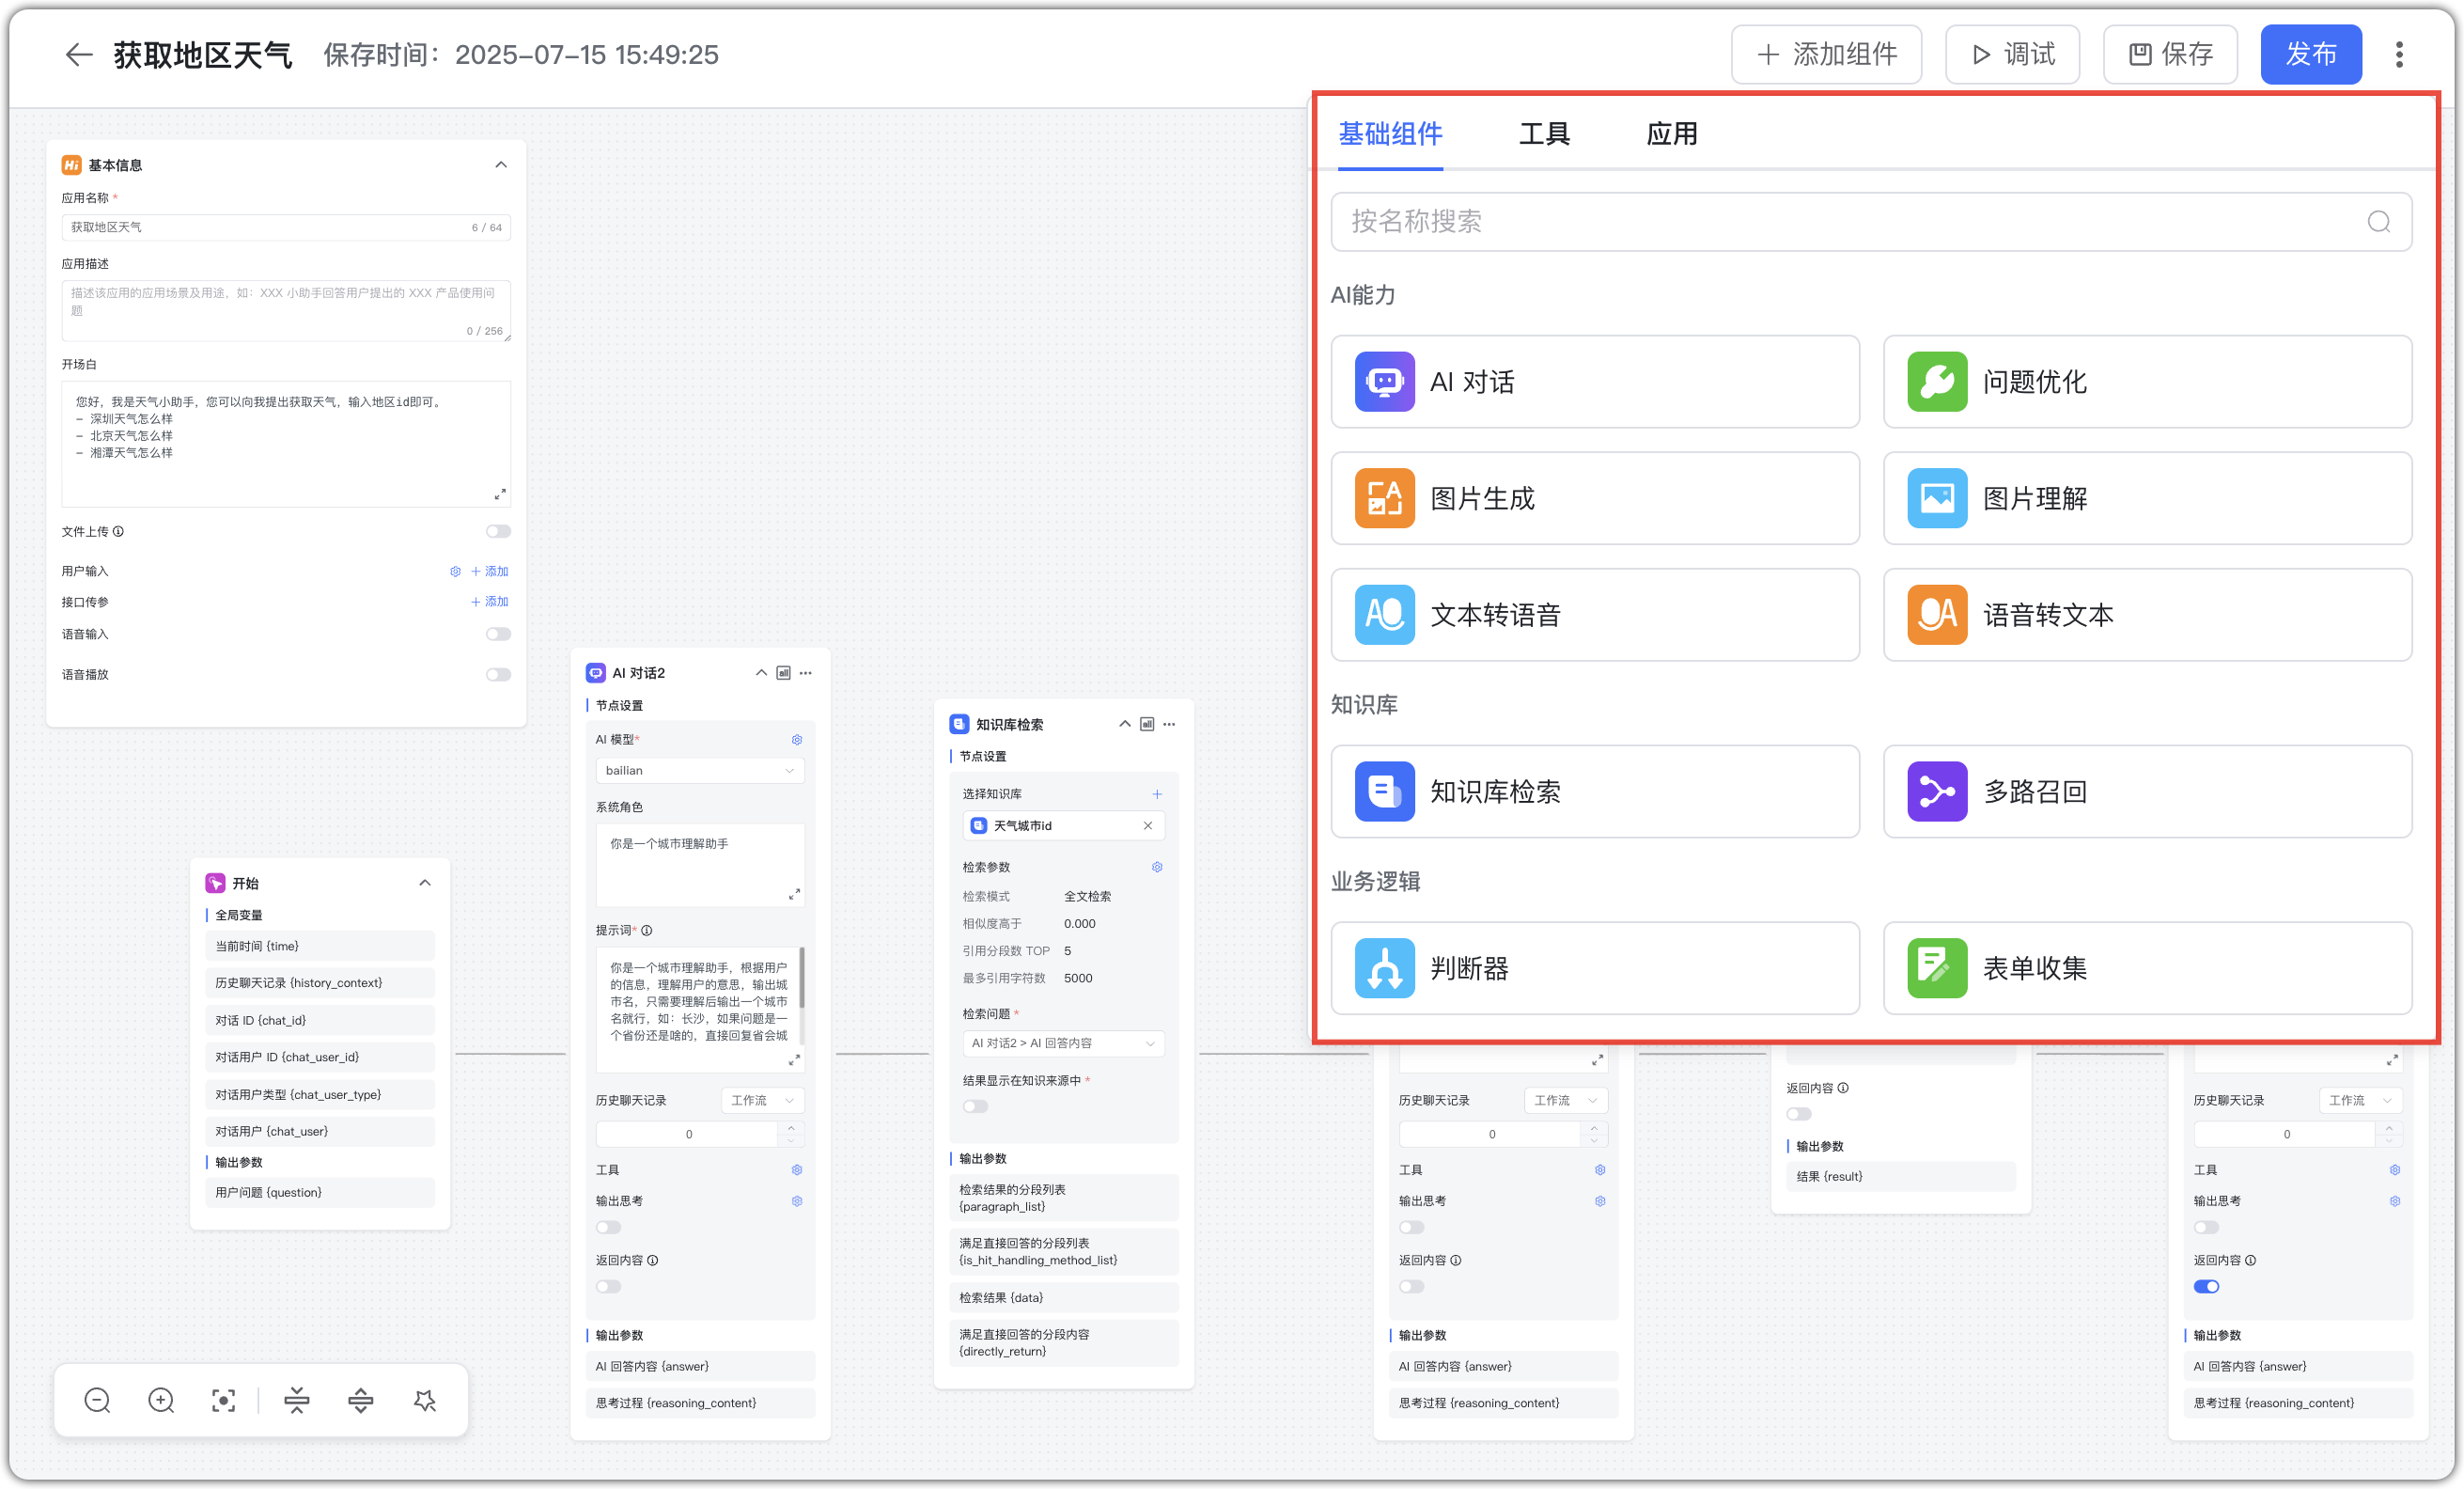 获取地区天气 保存时间：2025-07-15 15:49:25
添加组件 调试 保存 发布
基础组件 工具 应用
按名称搜索
AI能力
AI 对话 问题优化
图片生成 图片理解
文本转语音 语音转文本
知识库
知识库检索 多路召回
业务逻辑
判断器 表单收集
Hi 基本信息
应用名称 *
获取地区天气 6 / 64
应用描述
描述该应用的应用场景及用途，如：XXX 小助手回答用户提出的 XXX 产品使用问
题
0 / 256
开场白
您好，我是天气小助手，您可以向我提出获取天气，输入地区id即可。
- 深圳天气怎么样
- 北京天气怎么样
- 湘潭天气怎么样
文件上传
用户输入 添加
接口传参 添加
语音输入
语音播放
开始
全局变量
当前时间 {time}
历史聊天记录 {history_context}
对话 ID {chat_id}
对话用户 ID {chat_user_id}
对话用户类型 {chat_user_type}
对话用户 {chat_user}
输出参数
用户问题 {question}
AI 对话2
节点设置
AI 模型*
bailian
系统角色
你是一个城市理解助手
提示词*
你是一个城市理解助手，根据用户
的信息，理解用户的意思，输出城
市名，只需要理解后输出一个城市
名就行，如：长沙，如果问题是一
个省份还是啥的，直接回复省会城
历史聊天记录 工作流
0
工具
输出思考
返回内容
输出参数
AI 回答内容 {answer}
思考过程 {reasoning_content}
知识库检索
节点设置
选择知识库
天气城市id
检索参数
检索模式 全文检索
相似度高于 0.000
引用分段数 TOP 5
最多引用字符数 5000
检索问题 *
AI 对话2 > AI 回答内容
结果显示在知识来源中 *
输出参数
检索结果的分段列表
{paragraph_list}
满足直接回答的分段列表
{is_hit_handling_method_list}
检索结果 {data}
满足直接回答的分段内容
{directly_return}
历史聊天记录 工作流
0
工具
输出思考
返回内容
输出参数
AI 回答内容 {answer}
思考过程 {reasoning_content}
返回内容
输出参数
结果 {result}
历史聊天记录 工作流
0
工具
输出思考
返回内容
输出参数
AI 回答内容 {answer}
思考过程 {reasoning_content}